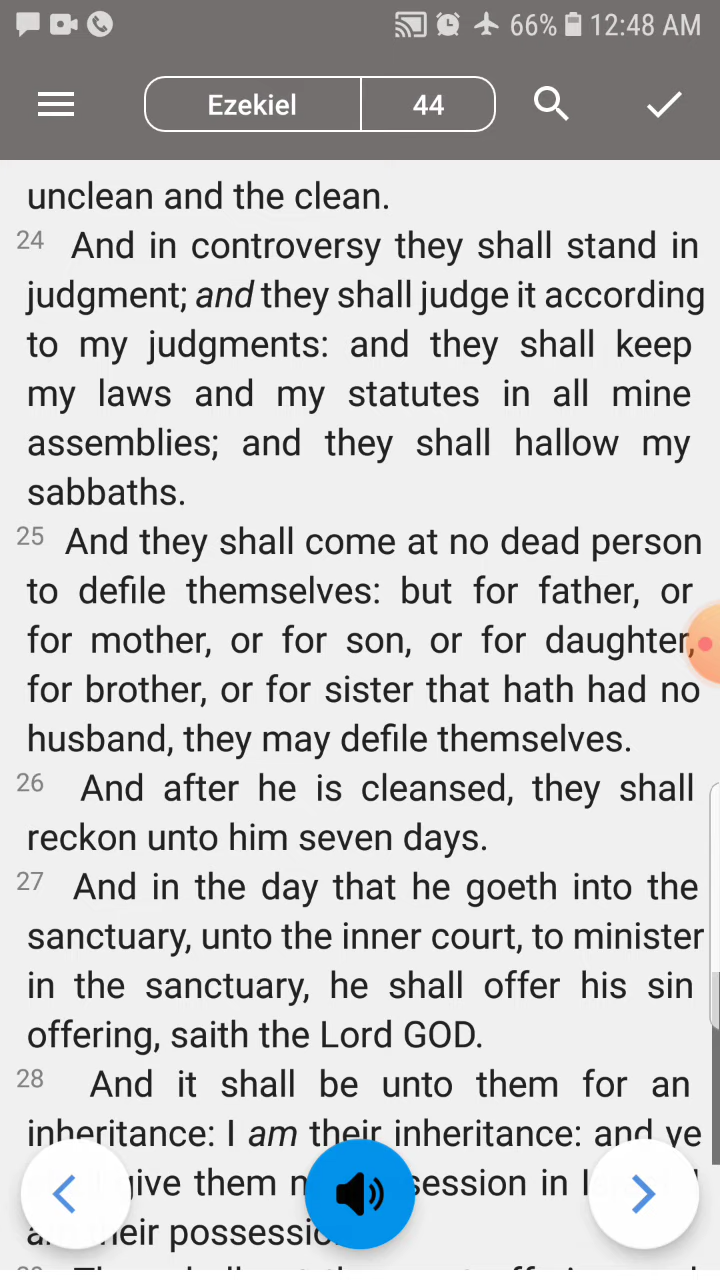 66% 12:48 AM
Ezekiel 44
unclean and the clean.
24 And in controversy they shall stand in
judgment; and they shall judge it according
to my judgments: and they shall keep
my laws and my statutes in all mine
assemblies; and they shall hallow my
sabbaths.
25 And they shall come at no dead person
to defile themselves: but for father, or
for mother, or for son, or for daughter,
for brother, or for sister that hath had no
husband, they may defile themselves.
26 And after he is cleansed, they shall
reckon unto him seven days.
27 And in the day that he goeth into the
sanctuary, unto the inner court, to minister
in the sanctuary, he shall offer his sin
offering, saith the Lord GOD.
28 And it shall be unto them for an
inheritance: I am their inheritance: and ye
give them session in
their